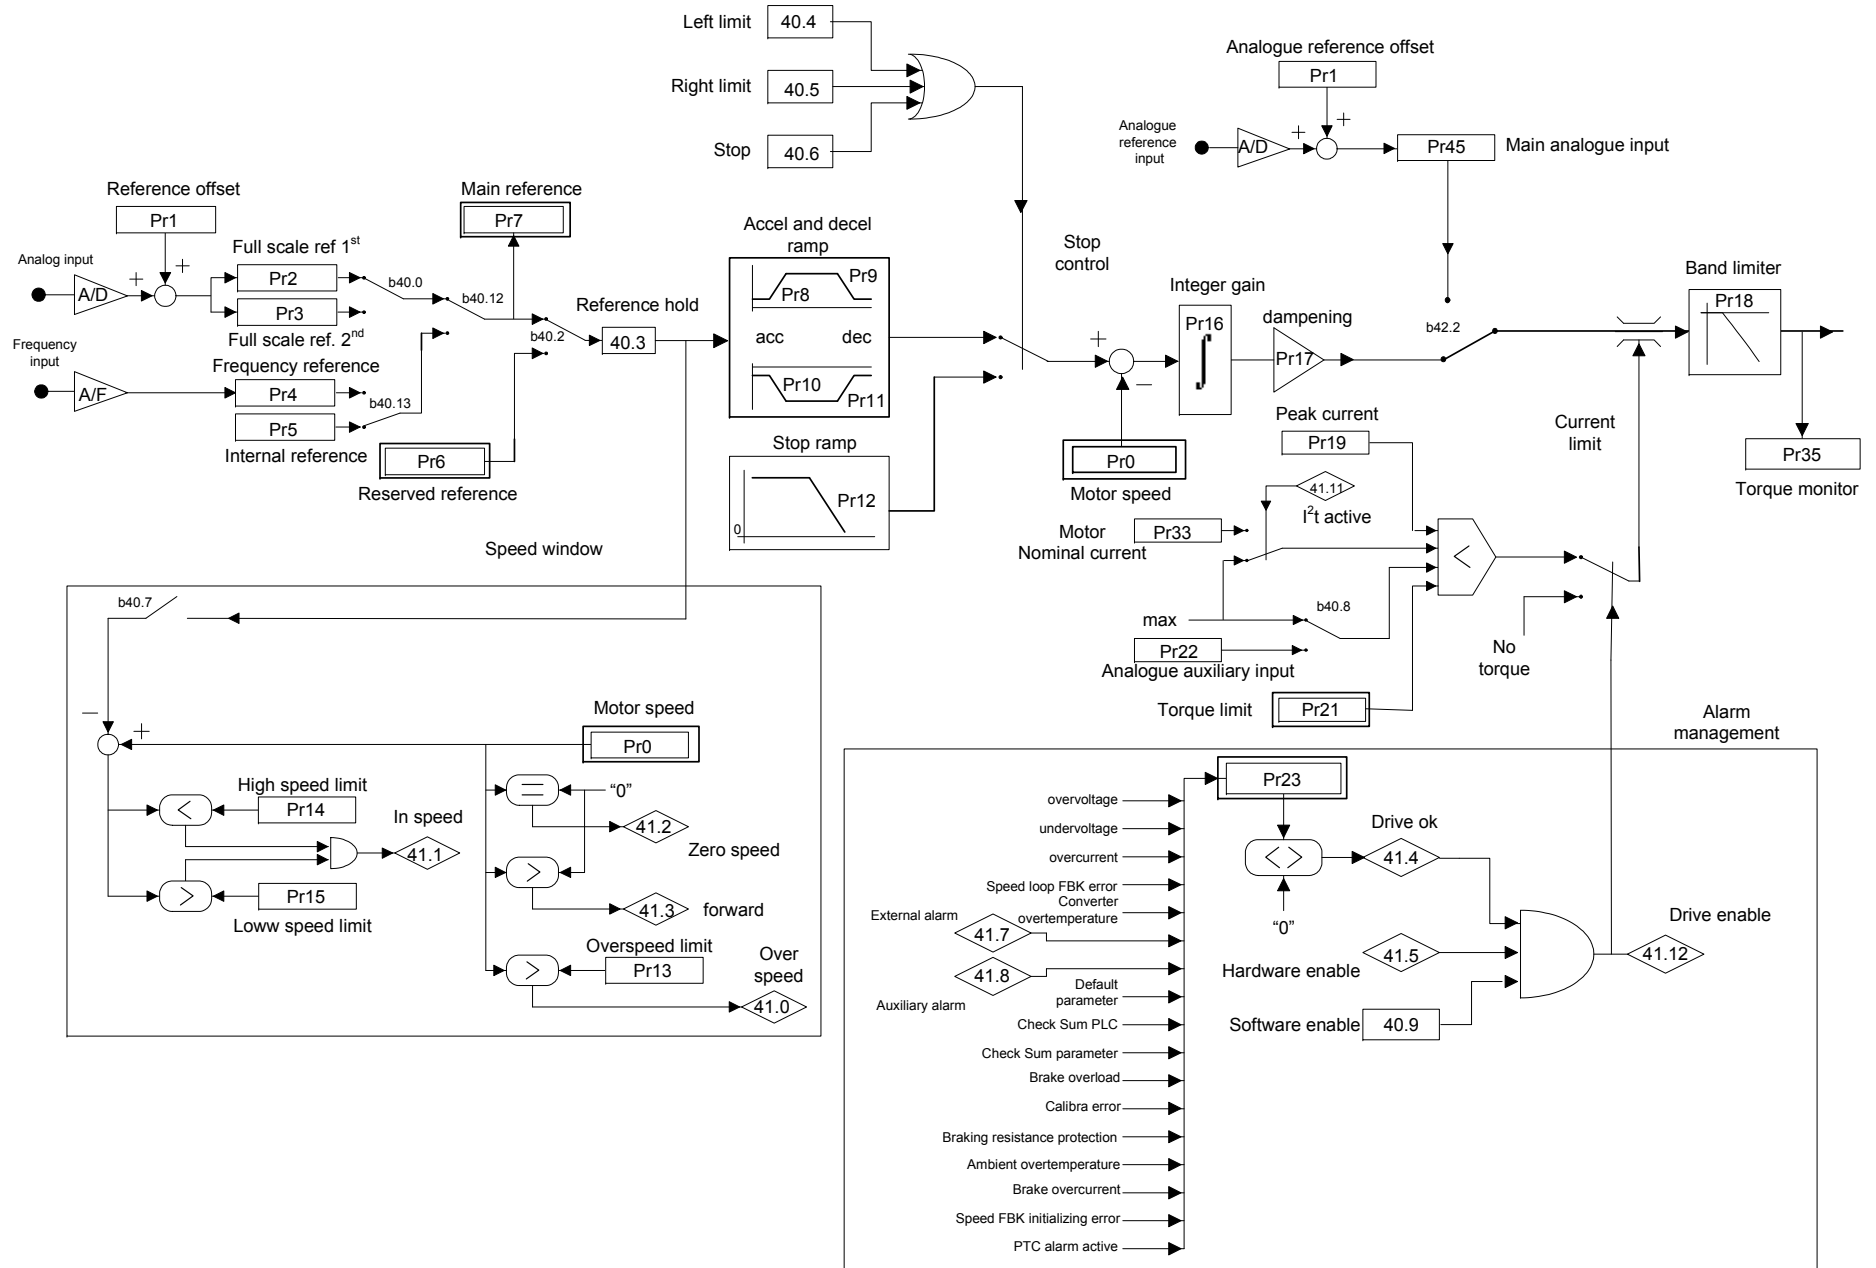 Left limit
40.4
Right limit
40.5
Stop
40.6
Analogue reference offset
Pr1
Analogue
reference
input
A/D
+
+
Pr45
Main analogue input
Reference offset
Pr1
Main reference
Pr7
Analog input
A/D
+
+
Full scale ref 1st
Pr2
Pr3
Full scale ref. 2nd
b40.0
b40.12
b40.2
Reference hold
40.3
Frequency
input
A/F
Frequency reference
Pr4
Pr5
Internal reference
b40.13
Pr6
Reserved reference
Accel and decel
ramp
Pr9
Pr8
acc
dec
Pr10
Pr11
Stop ramp
Pr12
0
Stop
control
+
—
Pr0
Motor speed
Integer gain
Pr16
dampening
Pr17
b42.2
Band limiter
Pr18
Current
limit
Pr35
Torque monitor
Peak current
Pr19
41.11
I2t active
Motor
Nominal current
Pr33
<
max
b40.8
Pr22
Analogue auxiliary input
No
torque
Torque limit
Pr21
Speed window
b40.7
—
+
Motor speed
Pr0
High speed limit
<
Pr14
In speed
41.1
>
Pr15
Loww speed limit
=
“0”
41.2
Zero speed
>
41.3
forward
Overspeed limit
>
Pr13
Over
speed
41.0
Alarm
management
Pr23
overvoltage
undervoltage
overcurrent
Speed loop FBK error
Converter
overtemperature
External alarm
41.7
41.8
Auxiliary alarm
Default
parameter
Check Sum PLC
Check Sum parameter
Brake overload
Calibra error
Braking resistance protection
Ambient overtemperature
Brake overcurrent
Speed FBK initializing error
PTC alarm active
< >
“0”
Drive ok
41.4
Hardware enable
41.5
Software enable
40.9
Drive enable
41.12